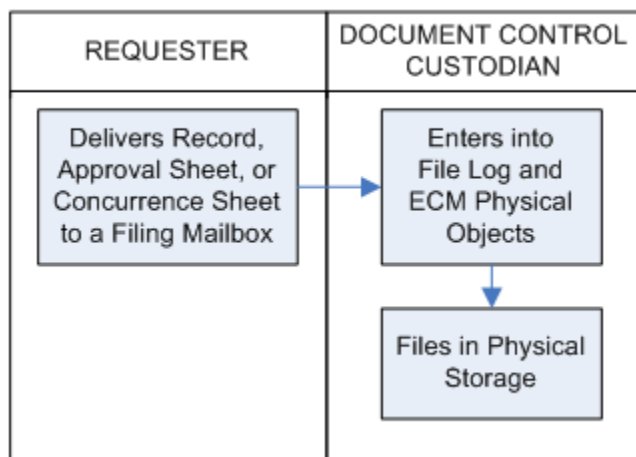 REQUESTER
DOCUMENT CONTROL
CUSTODIAN
Delivers Record,
Approval Sheet, or
Concurrence Sheet
to a Filing Mailbox
Enters into
File Log and
ECM Physical
Objects
Files in Physical
Storage